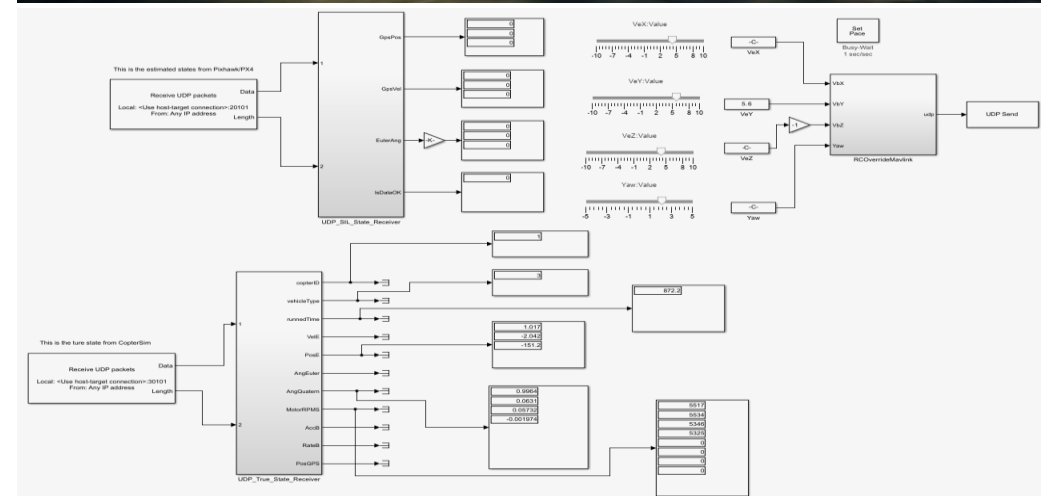 This is the estimated states from Pixhawk/PX4
Receive UDP packets
Local: <Use host-target connection>:20101
From: Any IP address
Data
Length
1
2
GpsPos
GpsVel
EulerAng
IsDataOK
UDP_SIL_State_Receiver
-K-
0
0
0
0
0
0
0
0
0
0
VeX:Value
-10 -7 -4 -1 2 5 8 10
VeY:Value
-10 -7 -4 -1 2 5 8 10
VeZ:Value
-10 -7 -4 -1 2 5 8 10
Yaw:Value
-5 -3 -1 1 3 5
-C-
VeX
5.6
VeY
-C-
VeZ
-C-
Yaw
-1
Set
Pace
Busy-Wait
1 sec/sec
VbX
VbY
VbZ
Yaw
udp
RCOverrideMavlink
UDP Send
This is the ture state from CopterSim
Receive UDP packets
Local: <Use host-target connection>:30101
From: Any IP address
Data
Length
1
2
copterID
vehicleType
runnedTime
VelE
PosE
AngEuler
AngQuatern
MotorRPMS
AccB
RateB
PosGPS
UDP_True_State_Receiver
1
3
872.2
1.017
-2.042
-151.2
0.9964
0.0631
0.05732
-0.001974
5517
5534
5346
5325
0
0
0
0